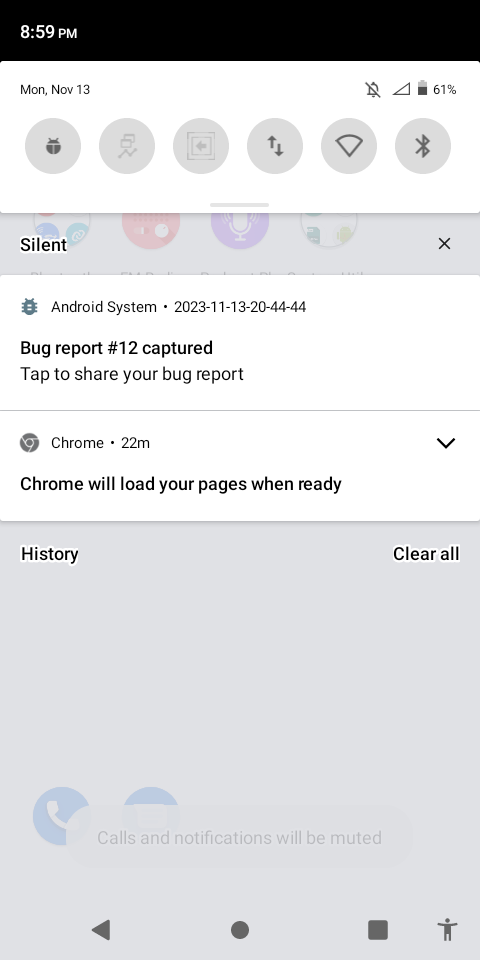 8:59 PM
Mon, Nov 13
61%
Silent
Android System • 2023-11-13-20-44-44
Bug report #12 captured
Tap to share your bug report
Chrome • 22m
Chrome will load your pages when ready
History
Clear all
Calls and notifications will be muted